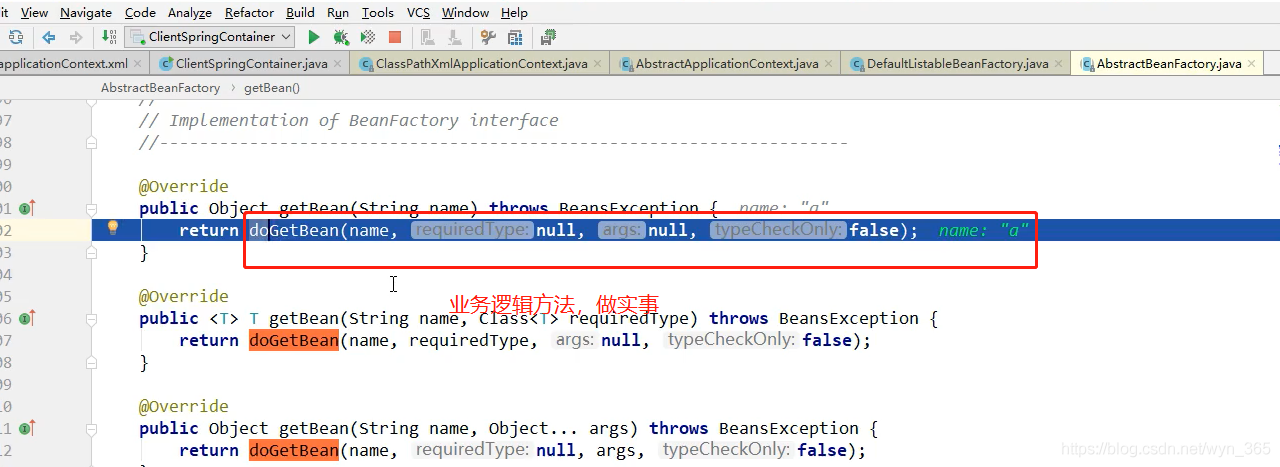 it View Navigate Code Analyze Refactor Build Run Tools VCS Window Help
ClientSpringContainer
applicationContext.xml ClientSpringContainer.java ClassPathXmlApplicationContext.java AbstractApplicationContext.java DefaultListableBeanFactory.java AbstractBeanFactory.java
AbstractBeanFactory › getBean()
//
97 // Implementation of BeanFactory interface
98 //---------------------------------------------------------------------
99
00 @Override
01 public Object getBean(String name) throws BeansException { name: "a"
02 return doGetBean(name, requiredType: null, args: null, typeCheckOnly: false); name: "a"
03 }
04
业务逻辑方法，做实事
05 @Override
06 public <T> T getBean(String name, Class<T> requiredType) throws BeansException {
07 return doGetBean(name, requiredType, args: null, typeCheckOnly: false);
08 }
09
10 @Override
11 public Object getBean(String name, Object... args) throws BeansException {
12 return doGetBean(name, requiredType: null, args, typeCheckOnly: false);
https://blog.csdn.net/wyn_365